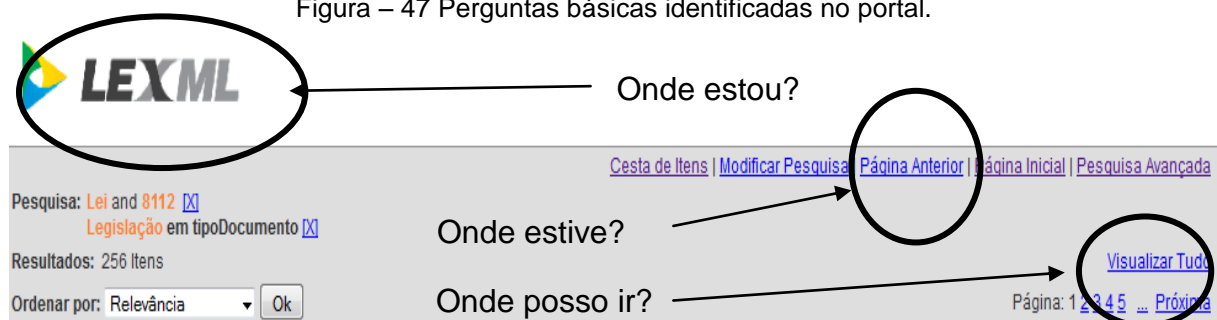 Figura – 47 Perguntas básicas identificadas no portal.
LEXML
Onde estou?
Cesta de Itens | Modificar Pesquisa | Página Anterior | Página Inicial | Pesquisa Avançada
Pesquisa: Lei and 8112 [X]
Legislação em tipoDocumento [X]
Onde estive?
Resultados: 256 Itens
Visualizar Tudo
Ordenar por: Relevância Ok
Onde posso ir?
Página: 1 2 3 4 5 ... Próxima